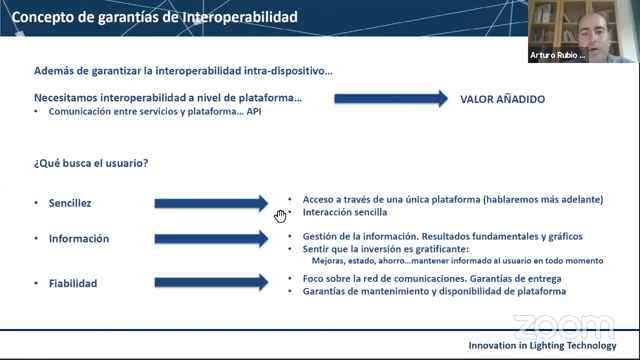 Concepto de garantías de Interoperabilidad
Arturo Rubio ...
Además de garantizar la interoperabilidad intra-dispositivo...
Necesitamos interoperabilidad a nivel de plataforma...
VALOR AÑADIDO
• Comunicación entre servicios y plataforma... API
¿Qué busca el usuario?
• Sencillez
• Acceso a través de una única plataforma (hablaremos más adelante)
• Interacción sencilla
• Información
• Gestión de la información. Resultados fundamentales y gráficos
• Sentir que la inversión es gratificante:
Mejoras, estado, ahorro...mantener informado al usuario en todo momento
• Fiabilidad
• Foco sobre la red de comunicaciones. Garantías de entrega
• Garantías de mantenimiento y disponibilidad de plataforma
zoom
Innovation in Lighting Technology